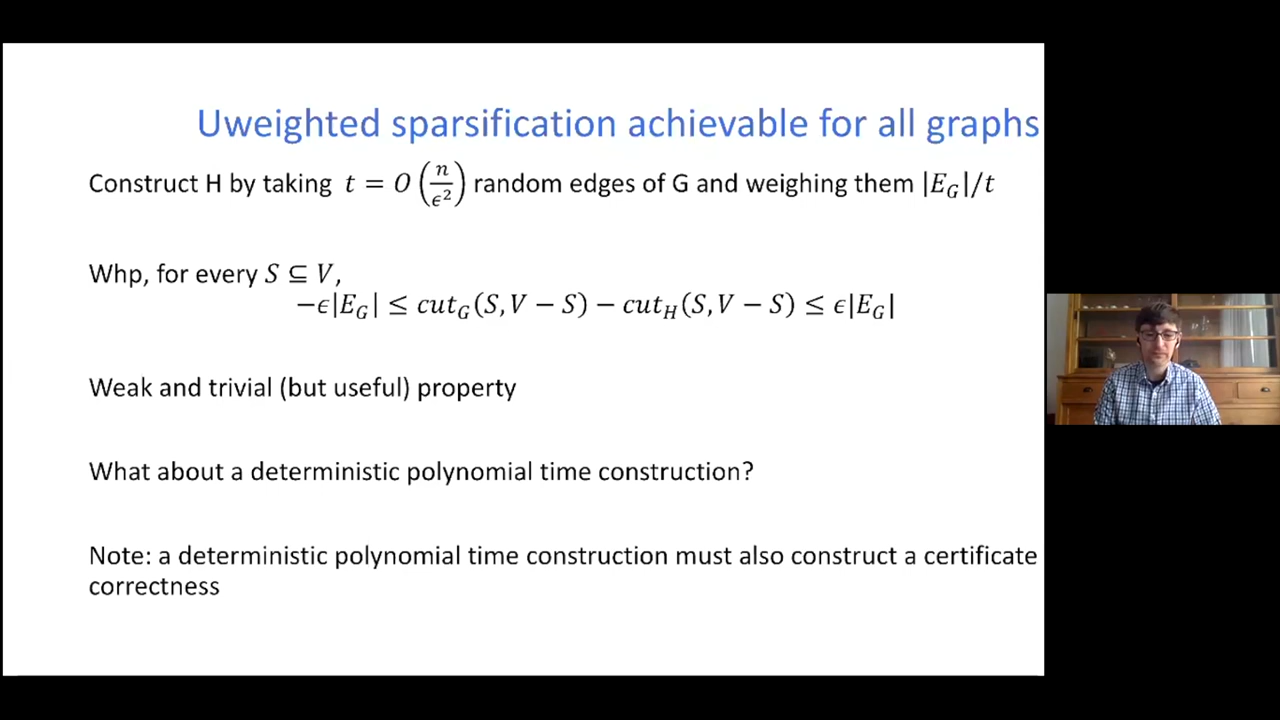 Uweighted sparsification achievable for all graphs
Construct H by taking t = O(n/ϵ²) random edges of G and weighing them |E_G|/t
Whp, for every S ⊆ V,
−ϵ|E_G| ≤ cut_G(S, V − S) − cut_H(S, V − S) ≤ ϵ|E_G|
Weak and trivial (but useful) property
What about a deterministic polynomial time construction?
Note: a deterministic polynomial time construction must also construct a certificate
correctness